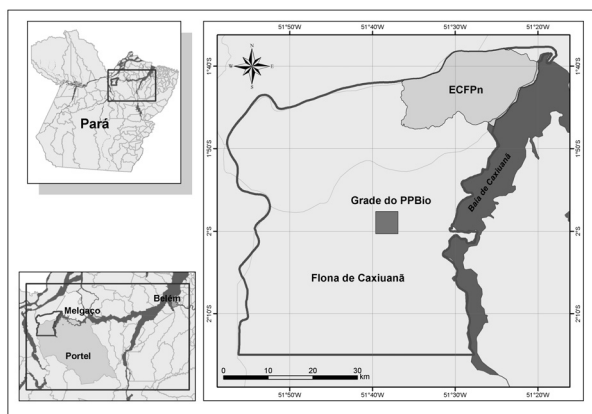 Pará
Melgaço
Belém
Portel
51°50'W
51°40'W
51°30'W
51°20'W
N
W
E
S
1°40'S
1°40'S
ECFPn
1°50'S
1°50'S
Baia de Caxiuanã
Grade do PPBio
2°S
2°S
Flona de Caxiuanã
2°10'S
2°10'S
0 10 20 30
km
51°50'W
51°40'W
51°30'W
51°20'W